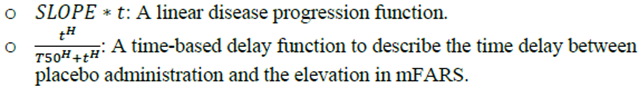 ○ SLOPE * t: A linear disease progression function.
○ t^H / (T50^H + t^H): A time-based delay function to describe the time delay between
placebo administration and the elevation in mFARS.